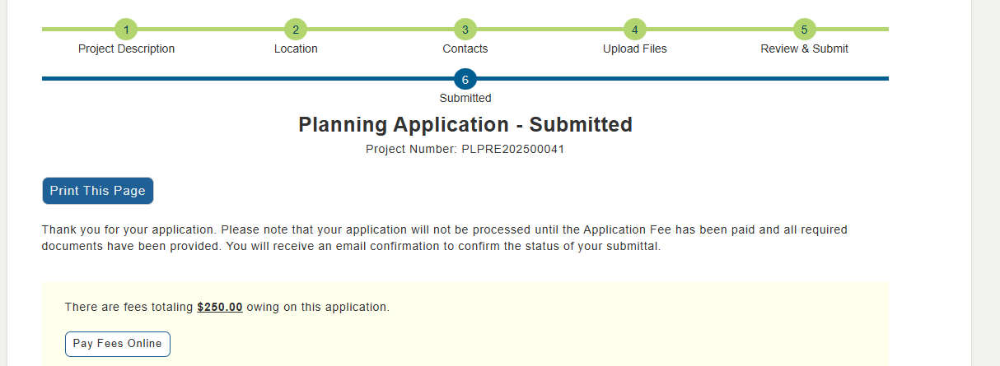 1
2
3
4
5
Project Description
Location
Contacts
Upload Files
Review & Submit
6
Submitted
Planning Application - Submitted
Project Number: PLPRE202500041
Print This Page
Thank you for your application. Please note that your application will not be processed until the Application Fee has been paid and all required
documents have been provided. You will receive an email confirmation to confirm the status of your submittal.
There are fees totaling $250.00 owing on this application.
Pay Fees Online